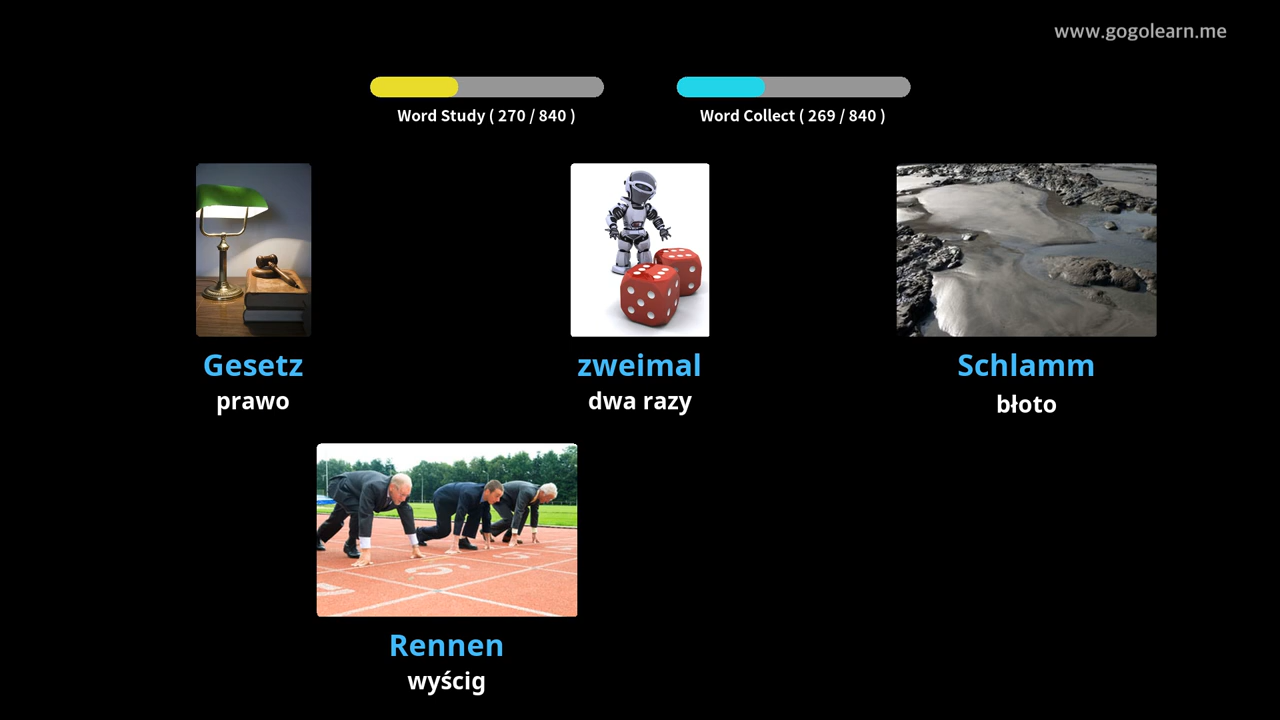 www.gogolearn.me
Word Study ( 270 / 840 )
Word Collect ( 269 / 840 )
Gesetz
prawo
zweimal
dwa razy
Schlamm
błoto
Rennen
wyścig